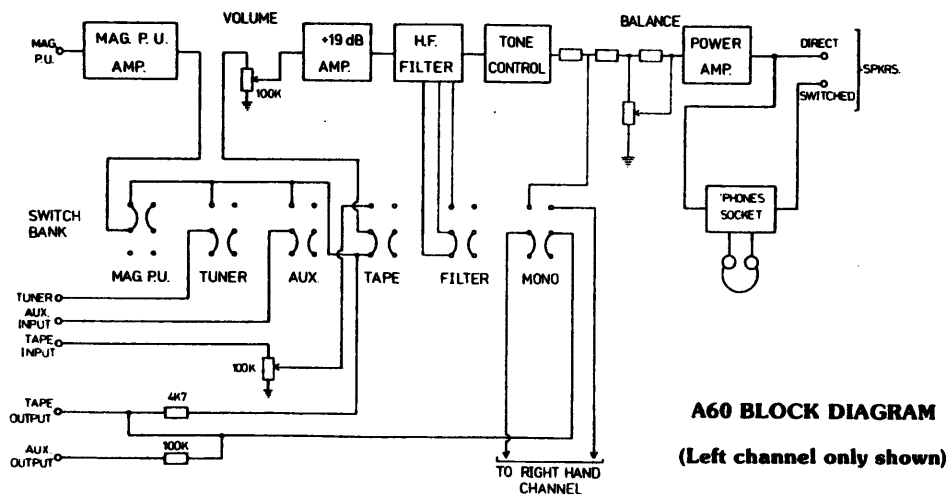 VOLUME
BALANCE
MAG.
P.U.
MAG. P. U.
AMP.
100K
+19 dB
AMP.
H.F.
FILTER
TONE
CONTROL
POWER
AMP.
DIRECT
SPKRS.
SWITCHED
'PHONES
SOCKET
SWITCH
BANK
MAG. P.U.
TUNER
AUX.
TAPE
FILTER
MONO
TUNER
AUX.
INPUT
TAPE
INPUT
100K
TAPE
OUTPUT
4K7
AUX.
OUTPUT
100K
TO RIGHT HAND
CHANNEL
A60 BLOCK DIAGRAM
(Left channel only shown)